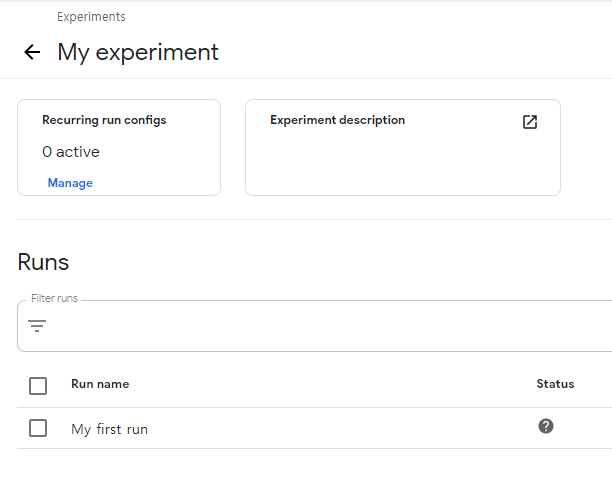 Experiments
My experiment
Recurring run configs
0 active
Manage
Experiment description
Runs
Filter runs
Run name Status
My first run